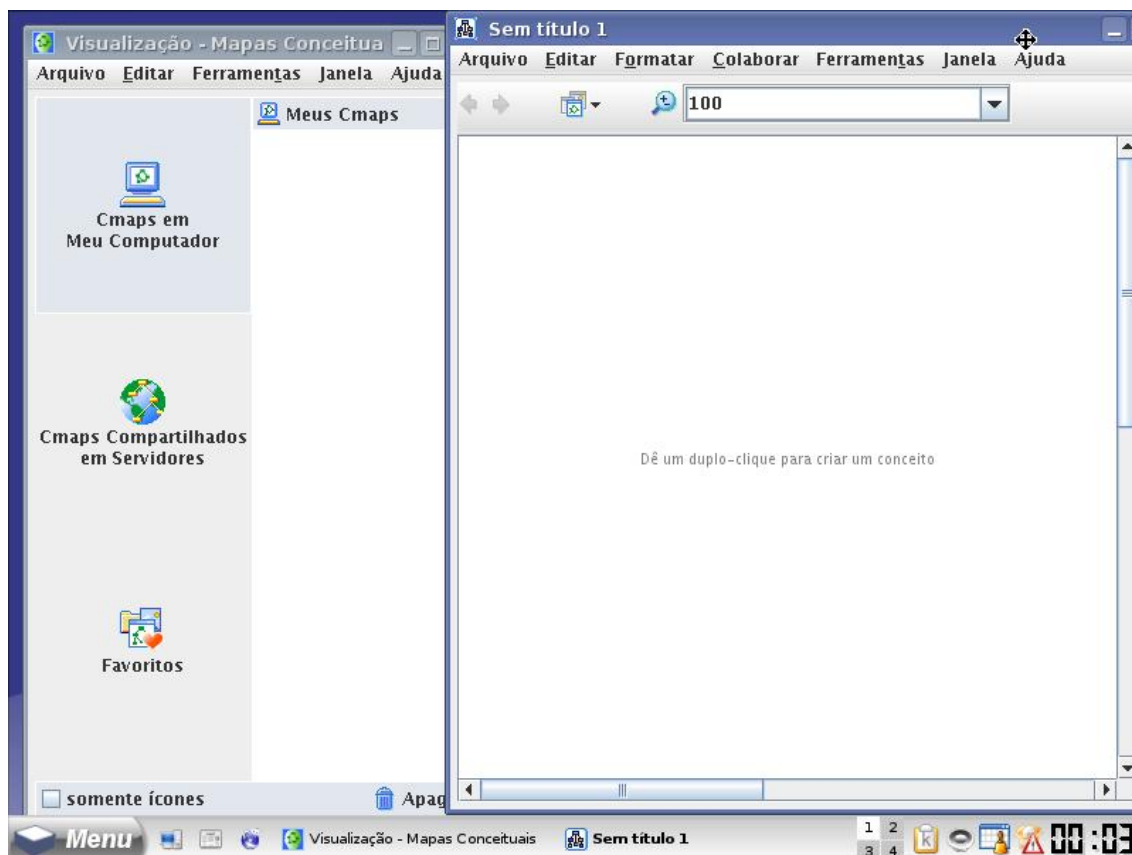 Visualização - Mapas Conceitua
Arquivo Editar Ferramentas Janela Ajuda
Meus Cmaps
Cmaps em
Meu Computador
Cmaps Compartilhados
em Servidores
Favoritos
somente ícones
Apag
Sem título 1
Arquivo Editar Formatar Colaborar Ferramentas Janela Ajuda
100
Dê um duplo-clique para criar um conceito
Menu
Visualização - Mapas Conceituais
Sem título 1
1 2
3 4
00:03